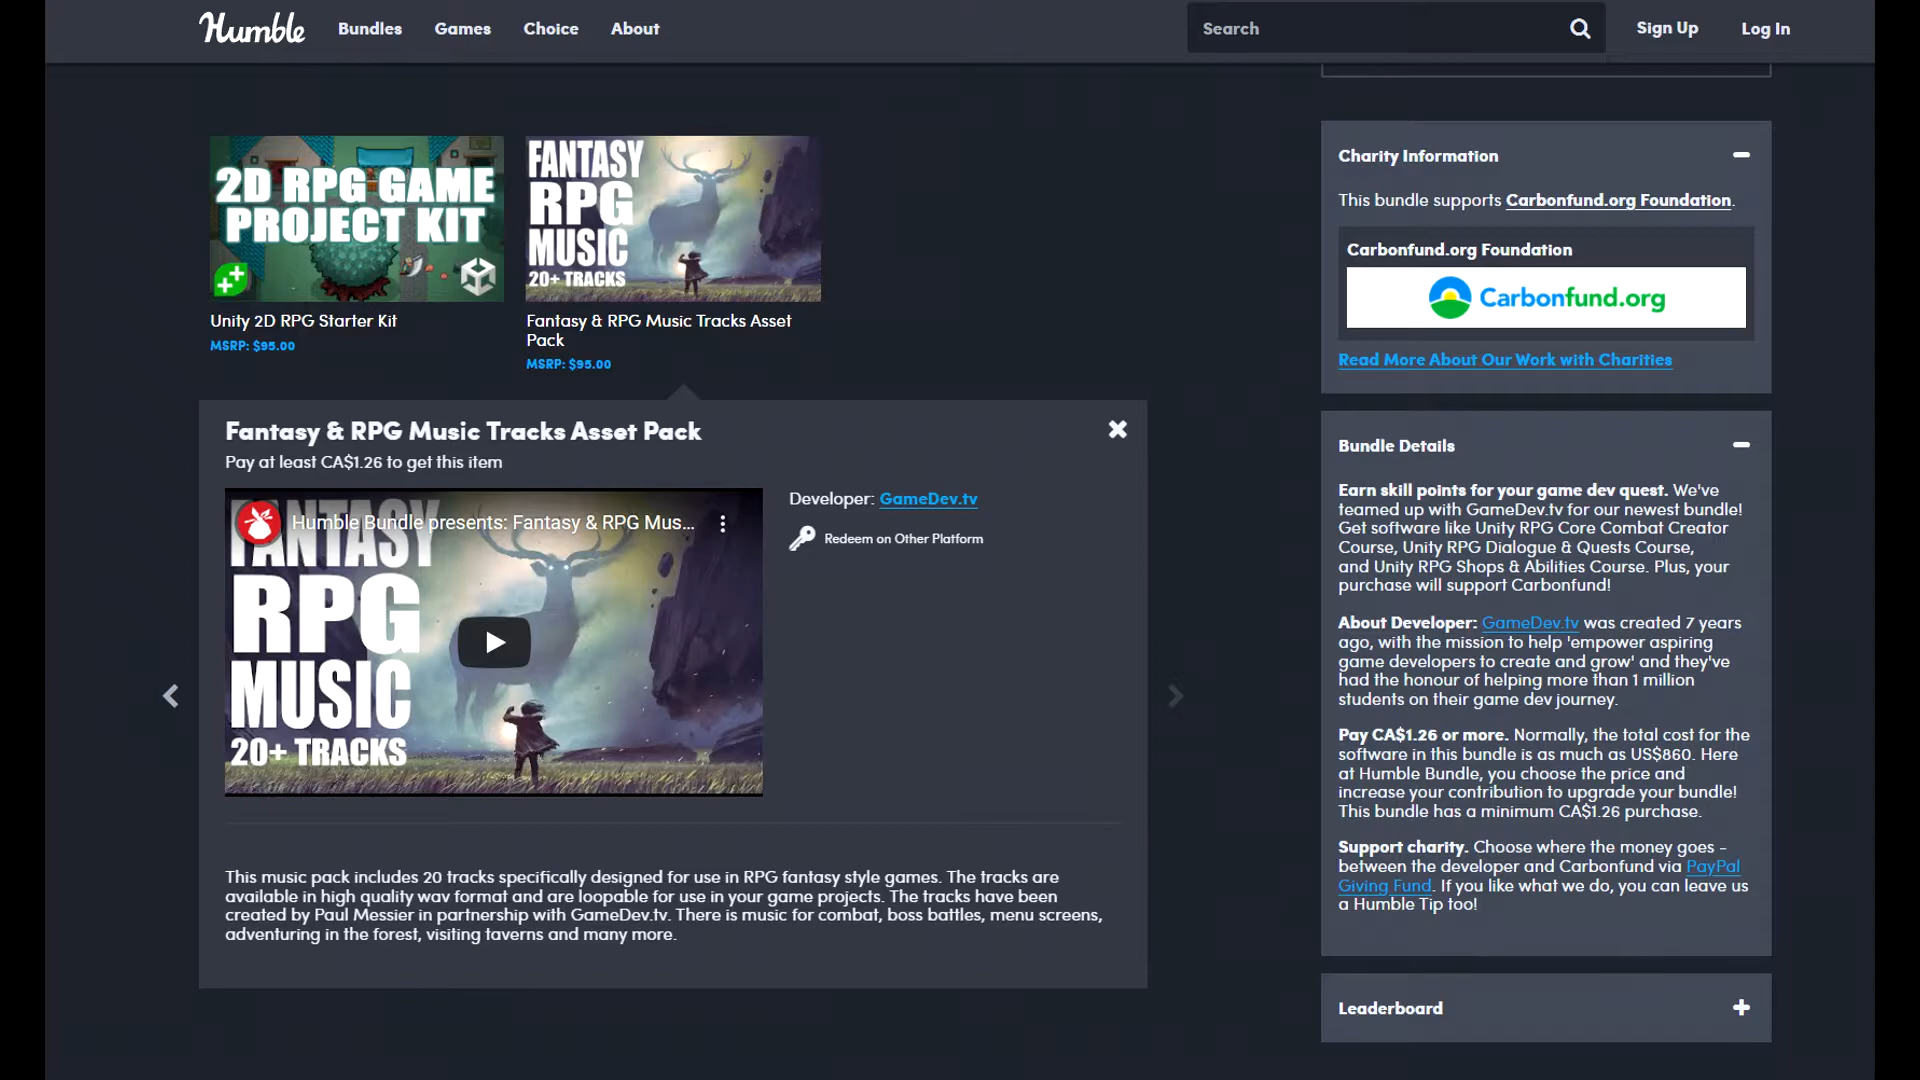 Humble
Bundles
Games
Choice
About
Search
Sign Up
Log In
2D RPG GAME
PROJECT KIT
Unity 2D RPG Starter Kit
MSRP: $95.00
FANTASY
RPG
MUSIC
20+ TRACKS
Fantasy & RPG Music Tracks Asset
Pack
MSRP: $95.00
Fantasy & RPG Music Tracks Asset Pack
Pay at least CA$1.26 to get this item
Humble Bundle presents: Fantasy & RPG Mus...
FANTASY
RPG
MUSIC
20+ TRACKS
Developer: GameDev.tv
Redeem on Other Platform
This music pack includes 20 tracks specifically designed for use in RPG fantasy style games. The tracks are
available in high quality wav format and are loopable for use in your game projects. The tracks have been
created by Paul Messier in partnership with GameDev.tv. There is music for combat, boss battles, menu screens,
adventuring in the forest, visiting taverns and many more.
Charity Information
This bundle supports Carbonfund.org Foundation.
Carbonfund.org Foundation
Carbonfund.org
Read More About Our Work with Charities
Bundle Details
Earn skill points for your game dev quest. We've
teamed up with GameDev.tv for our newest bundle!
Get software like Unity RPG Core Combat Creator
Course, Unity RPG Dialogue & Quests Course,
and Unity RPG Shops & Abilities Course. Plus, your
purchase will support Carbonfund!
About Developer: GameDev.tv was created 7 years
ago, with the mission to help 'empower aspiring
game developers to create and grow' and they've
had the honour of helping more than 1 million
students on their game dev journey.
Pay CA$1.26 or more. Normally, the total cost for the
software in this bundle is as much as US$860. Here
at Humble Bundle, you choose the price and
increase your contribution to upgrade your bundle!
This bundle has a minimum CA$1.26 purchase.
Support charity. Choose where the money goes –
between the developer and Carbonfund via PayPal
Giving Fund. If you like what we do, you can leave us
a Humble Tip too!
Leaderboard